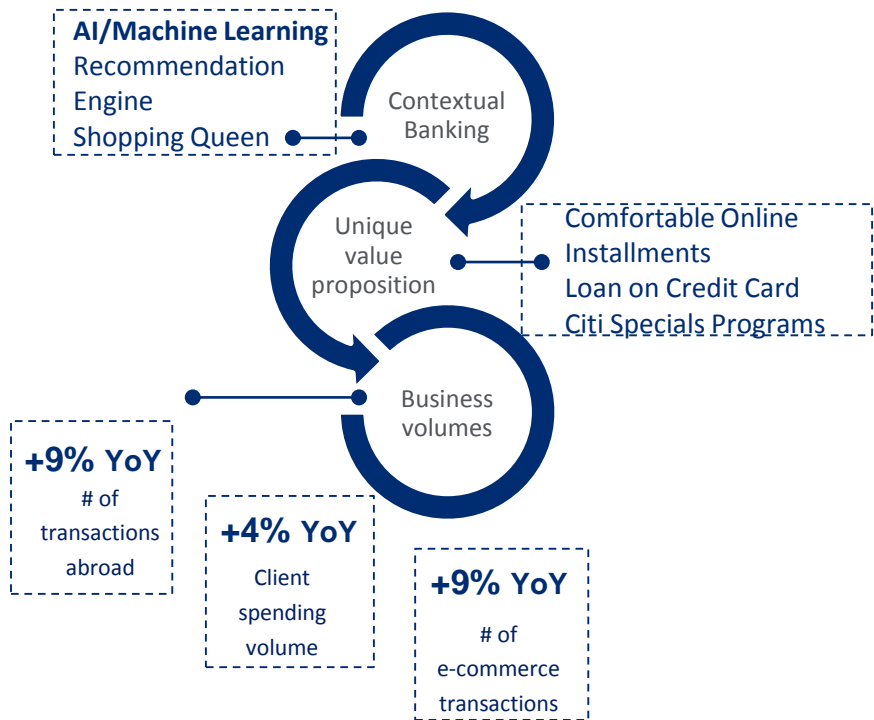 AI/Machine Learning
Recommendation
Engine
Shopping Queen
Contextual
Banking
Unique
value
proposition
Comfortable Online
Installments
Loan on Credit Card
Citi Specials Programs
Business
volumes
+9% YoY
# of
transactions
abroad
+4% YoY
Client
spending
volume
+9% YoY
# of
e-commerce
transactions